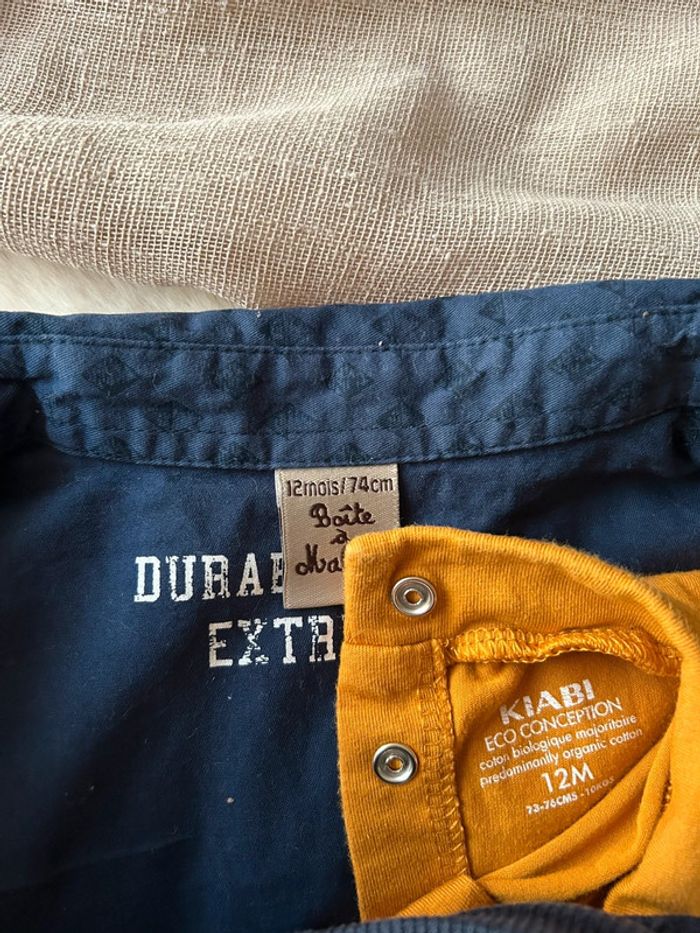 12mois/74cm
Boîte
à
DURAB
EXTR
KIABI
ECO CONCEPTION
coton biologique majoritaire
predominantly organic cotton
12M
73-76CMS - 10KGS